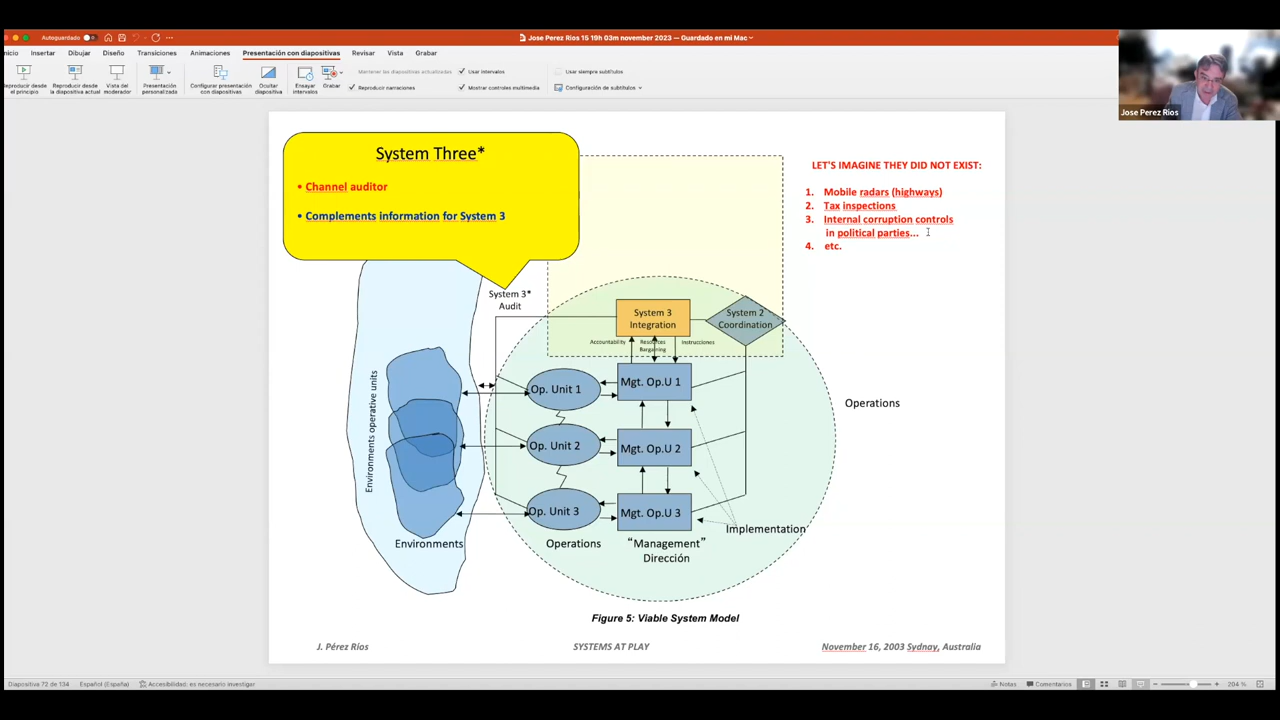 Autoguardado
Jose Perez Rios 15 19h 03m november 2023 — Guardado en mi Mac
Inicio Insertar Dibujar Diseño Transiciones Animaciones Presentación con diapositivas Revisar Vista Grabar
Reproducir desde el principio
Reproducir desde la diapositiva actual
Vista del moderador
Presentación personalizada
Configurar presentación con diapositivas
Ocultar diapositiva
Ensayar intervalos
Grabar
Mantener las diapositivas actualizadas
Reproducir narraciones
Usar intervalos
Mostrar controles multimedia
Usar siempre subtítulos
Configuración de subtítulos
Jose Perez Rios
System Three*
• Channel auditor
• Complements information for System 3
LET'S IMAGINE THEY DID NOT EXIST:
1. Mobile radars (highways)
2. Tax inspections
3. Internal corruption controls
in political parties...
4. etc.
System 3*
Audit
System 3
Integration
System 2
Coordination
Accountability
Resources
Bargaining
Instrucciones
Environments operative units
Op. Unit 1
Mgt. Op.U 1
Operations
Op. Unit 2
Mgt. Op.U 2
Op. Unit 3
Mgt. Op.U 3
Implementation
Environments
Operations
“Management”
Dirección
Figure 5: Viable System Model
J. Pérez Ríos
SYSTEMS AT PLAY
November 16, 2003 Sydnay, Australia
Diapositiva 72 de 134
Español (España)
Accesibilidad: es necesario investigar
Notas
Comentarios
204 %